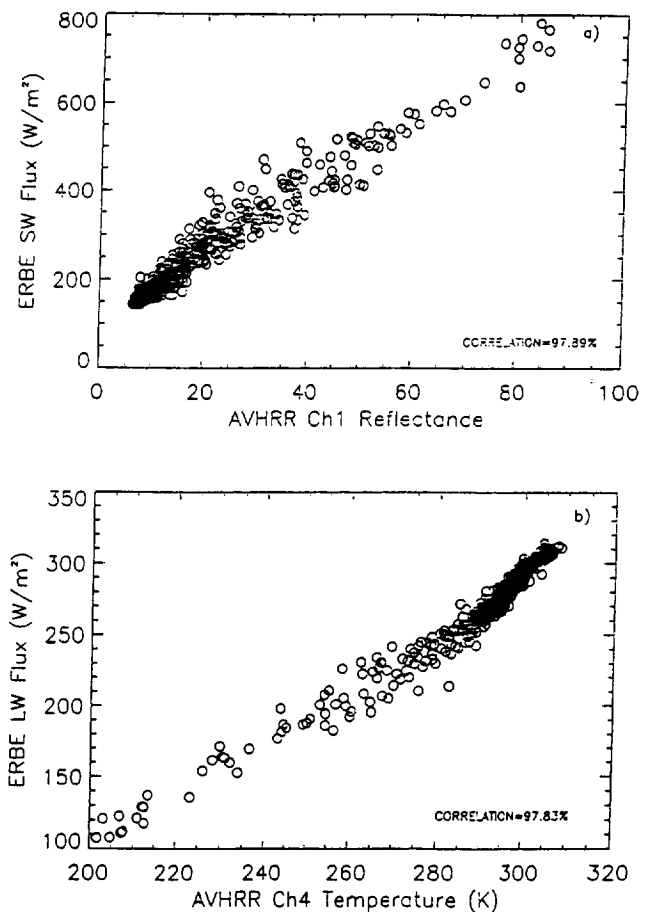 800
600
400
200
0
ERBE SW Flux (W/m²)
a)
CORRELATION=97.89%
0 20 40 60 80 100
AVHRR Ch1 Reflectance
350
300
250
200
150
100
ERBE LW Flux (W/m²)
b)
CORRELATION=97.83%
200 220 240 260 280 300 320
AVHRR Ch4 Temperature (K)